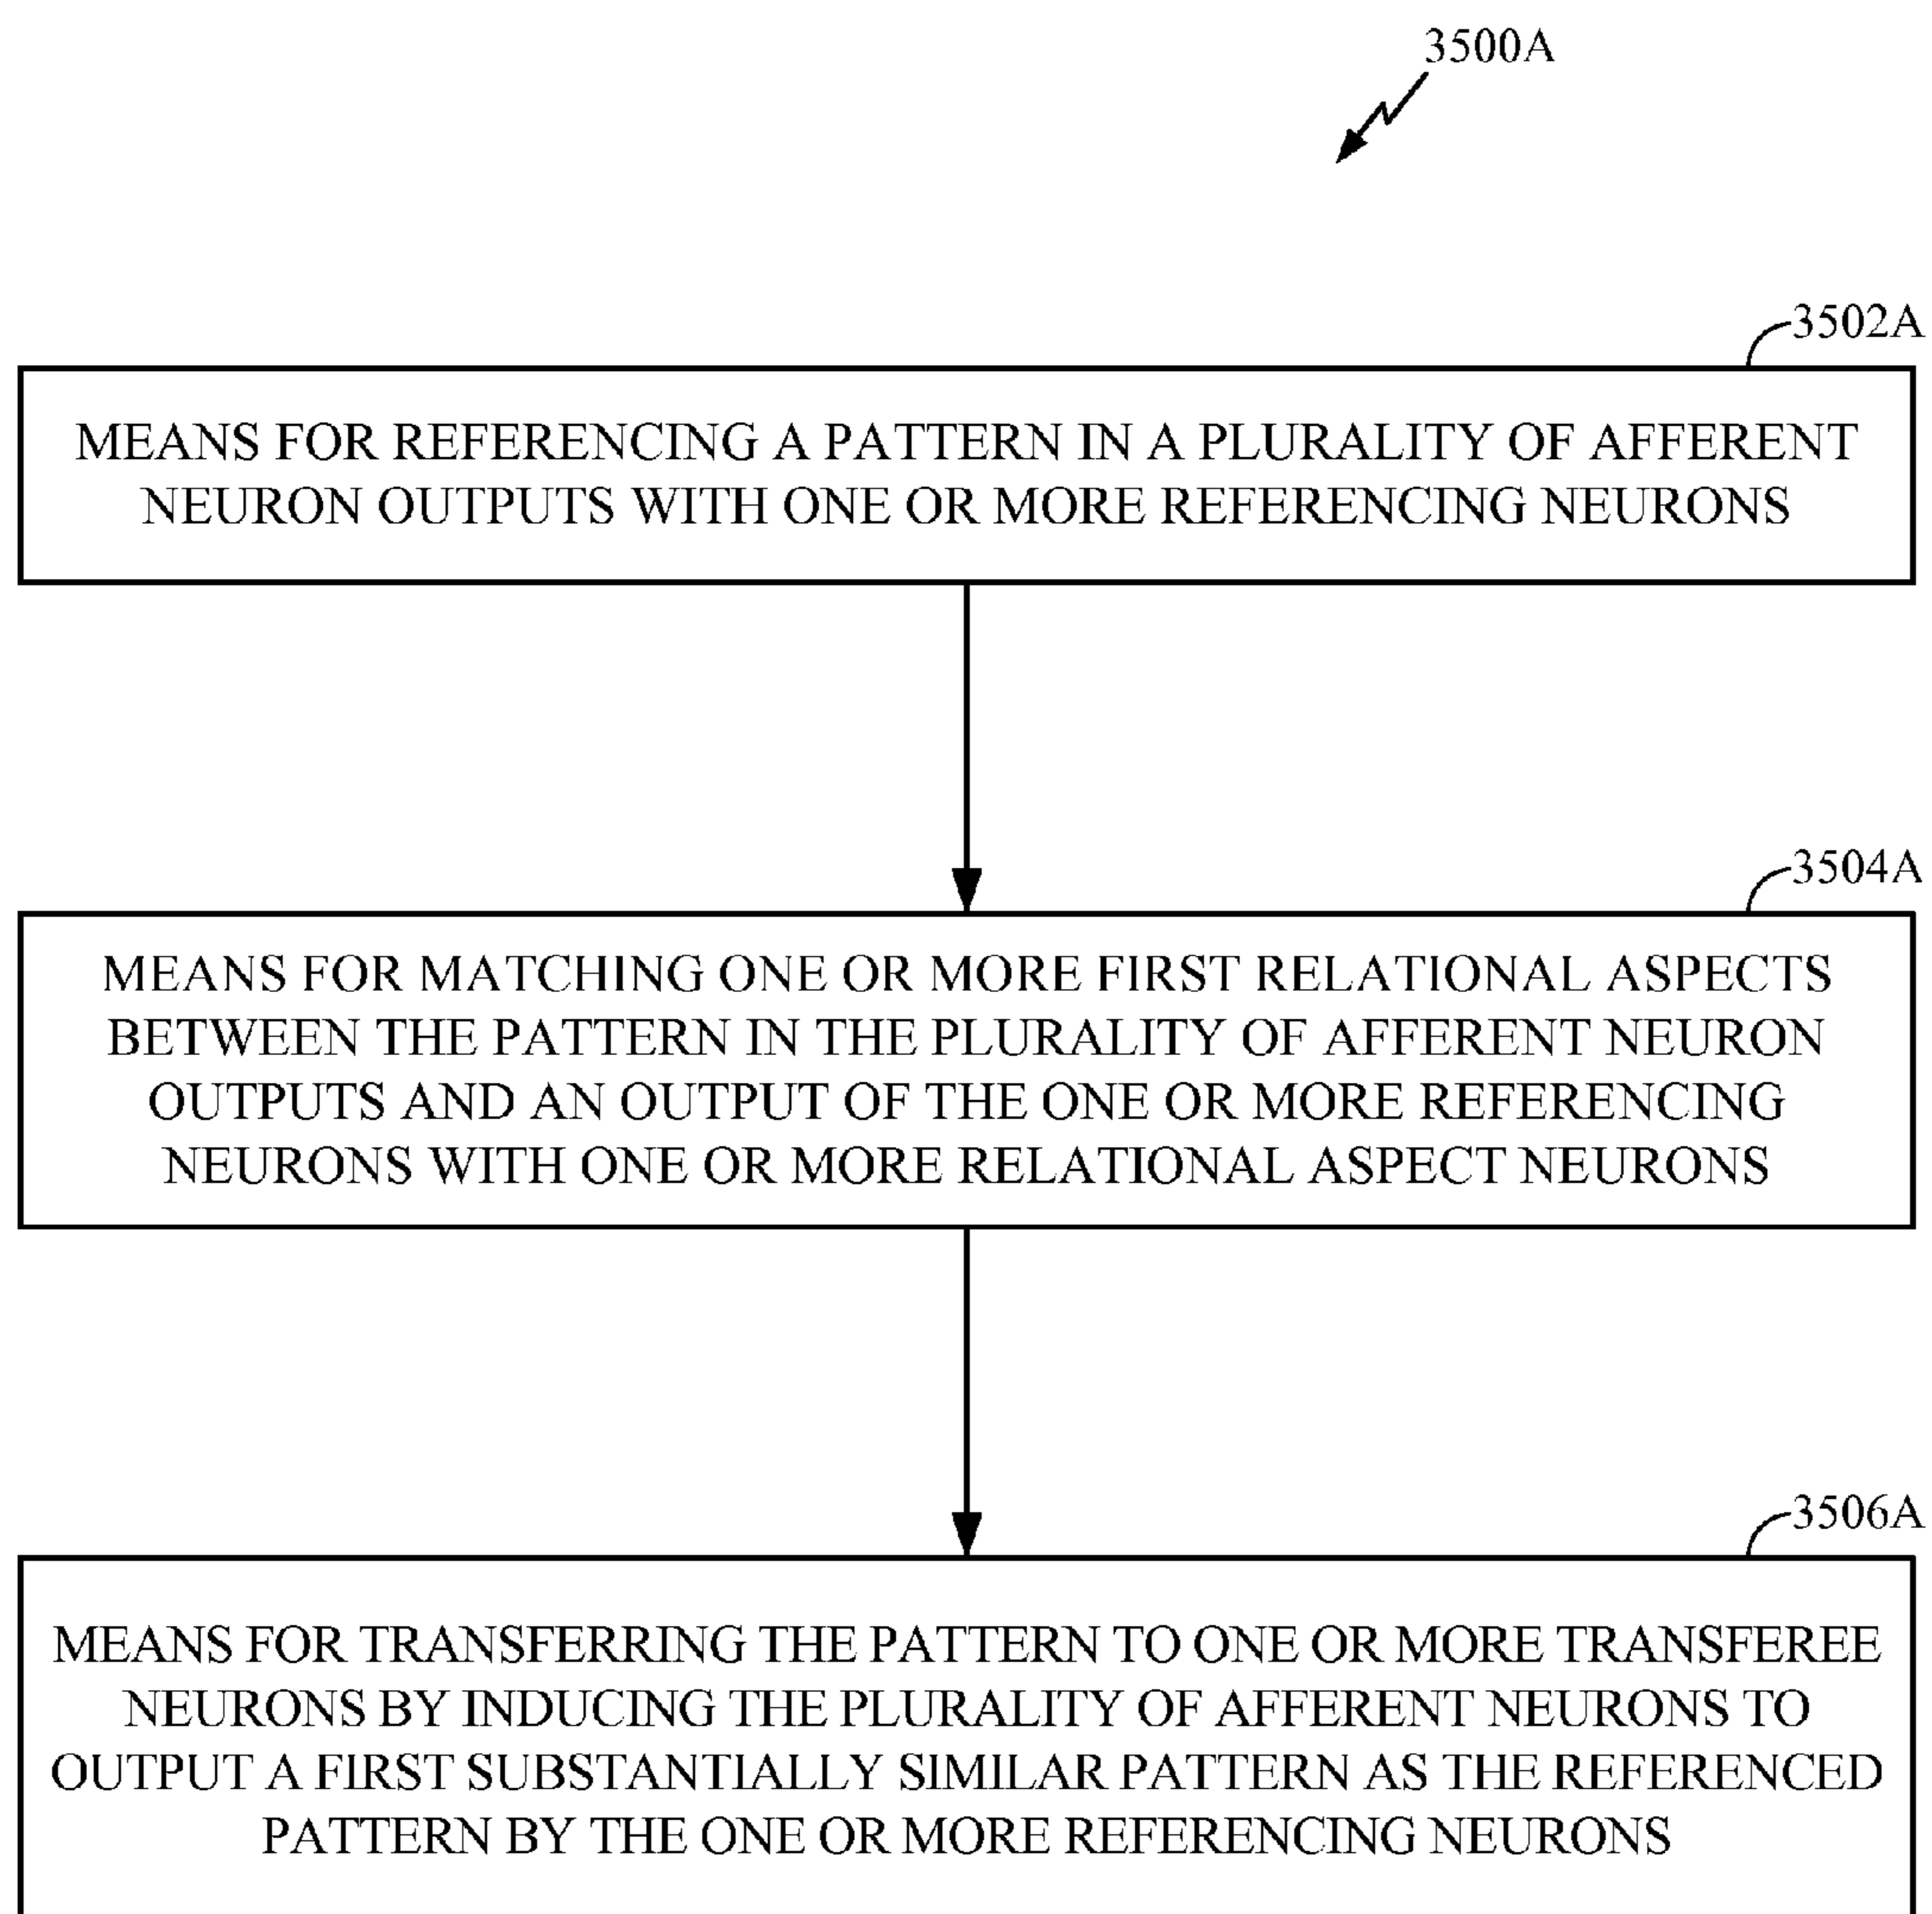 3500A
3502A
MEANS FOR REFERENCING A PATTERN IN A PLURALITY OF AFFERENT
NEURON OUTPUTS WITH ONE OR MORE REFERENCING NEURONS
3504A
MEANS FOR MATCHING ONE OR MORE FIRST RELATIONAL ASPECTS
BETWEEN THE PATTERN IN THE PLURALITY OF AFFERENT NEURON
OUTPUTS AND AN OUTPUT OF THE ONE OR MORE REFERENCING
NEURONS WITH ONE OR MORE RELATIONAL ASPECT NEURONS
3506A
MEANS FOR TRANSFERRING THE PATTERN TO ONE OR MORE TRANSFEREE
NEURONS BY INDUCING THE PLURALITY OF AFFERENT NEURONS TO
OUTPUT A FIRST SUBSTANTIALLY SIMILAR PATTERN AS THE REFERENCED
PATTERN BY THE ONE OR MORE REFERENCING NEURONS